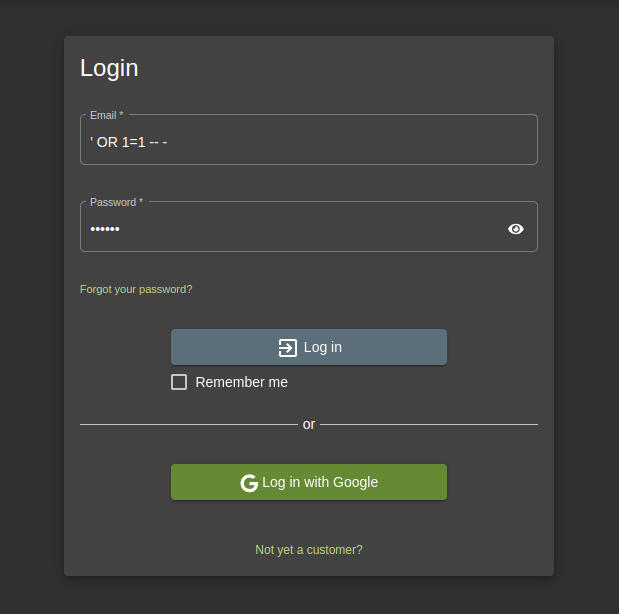 Login
Email *
' OR 1=1 -- -
Password *
••••••
Forgot your password?
Log in
Remember me
or
Log in with Google
Not yet a customer?